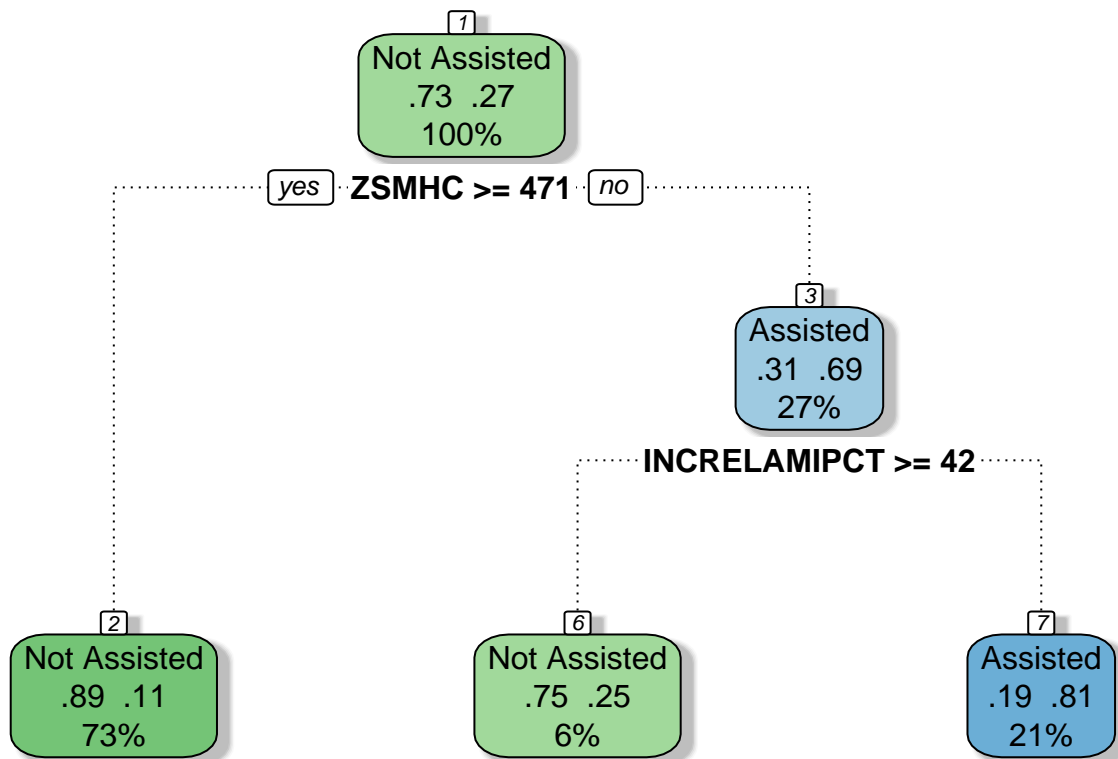 1
Not Assisted
.73 .27
100%
yes ZSMHC >= 471 no
3
Assisted
.31 .69
27%
INCRELAMIPCT >= 42
2
Not Assisted
.89 .11
73%
6
Not Assisted
.75 .25
6%
7
Assisted
.19 .81
21%